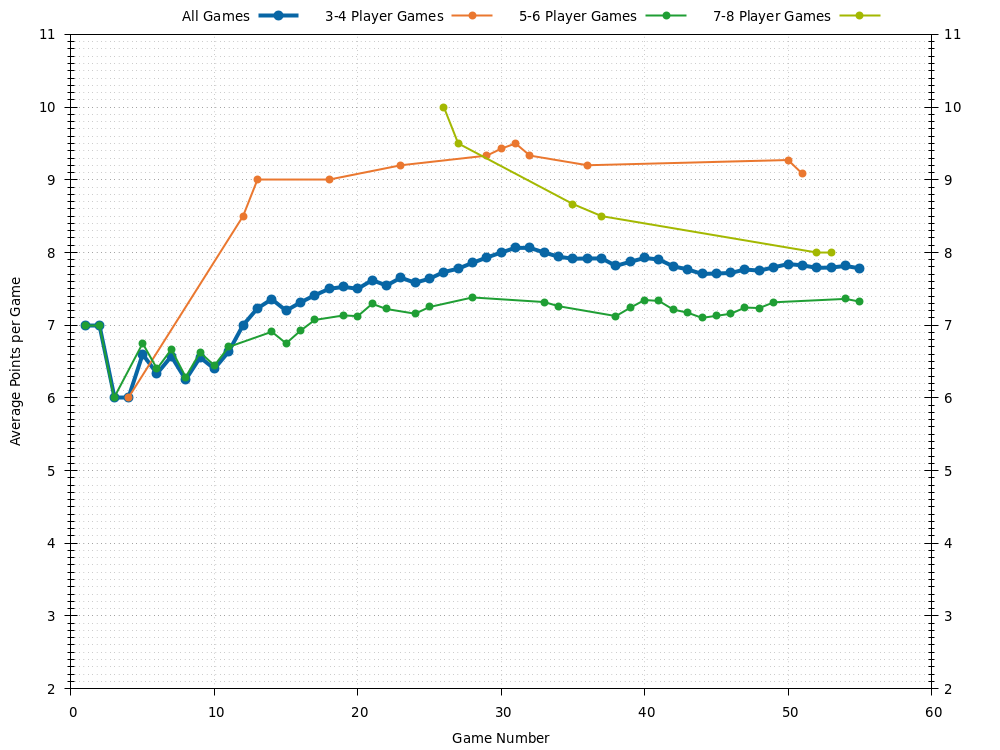 All Games 3-4 Player Games 5-6 Player Games 7-8 Player Games
11 11
10 10
9 9
8 8
7 7
6 6
5 5
4 4
3 3
2 2
Average Points per Game
0 10 20 30 40 50 60
Game Number